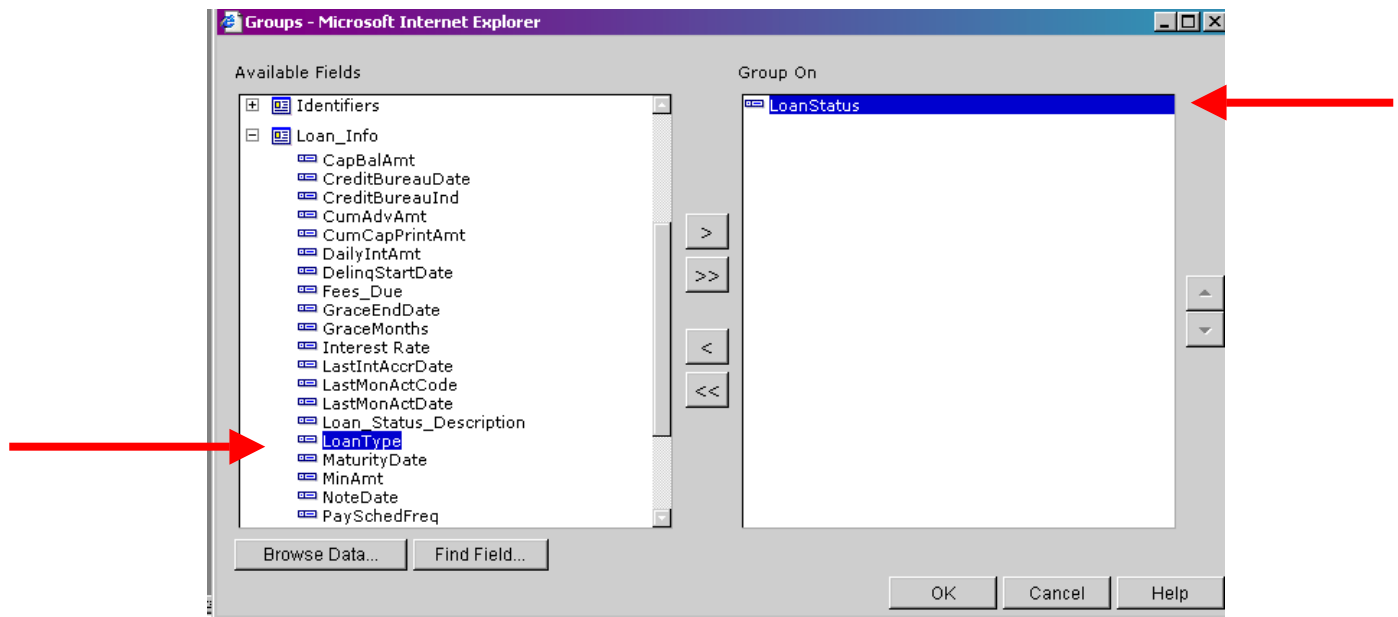 Groups - Microsoft Internet Explorer
Available Fields
Group On
Identifiers
Loan_Info
CapBalAmt
CreditBureauDate
CreditBureauInd
CumAdvAmt
CumCapPrintAmt
DailyIntAmt
DelinqStartDate
Fees_Due
GraceEndDate
GraceMonths
Interest Rate
LastIntAccrDate
LastMonActCode
LastMonActDate
Loan_Status_Description
LoanType
MaturityDate
MinAmt
NoteDate
PaySchedFreq
>
>>
<
<<
LoanStatus
Browse Data...
Find Field...
OK
Cancel
Help